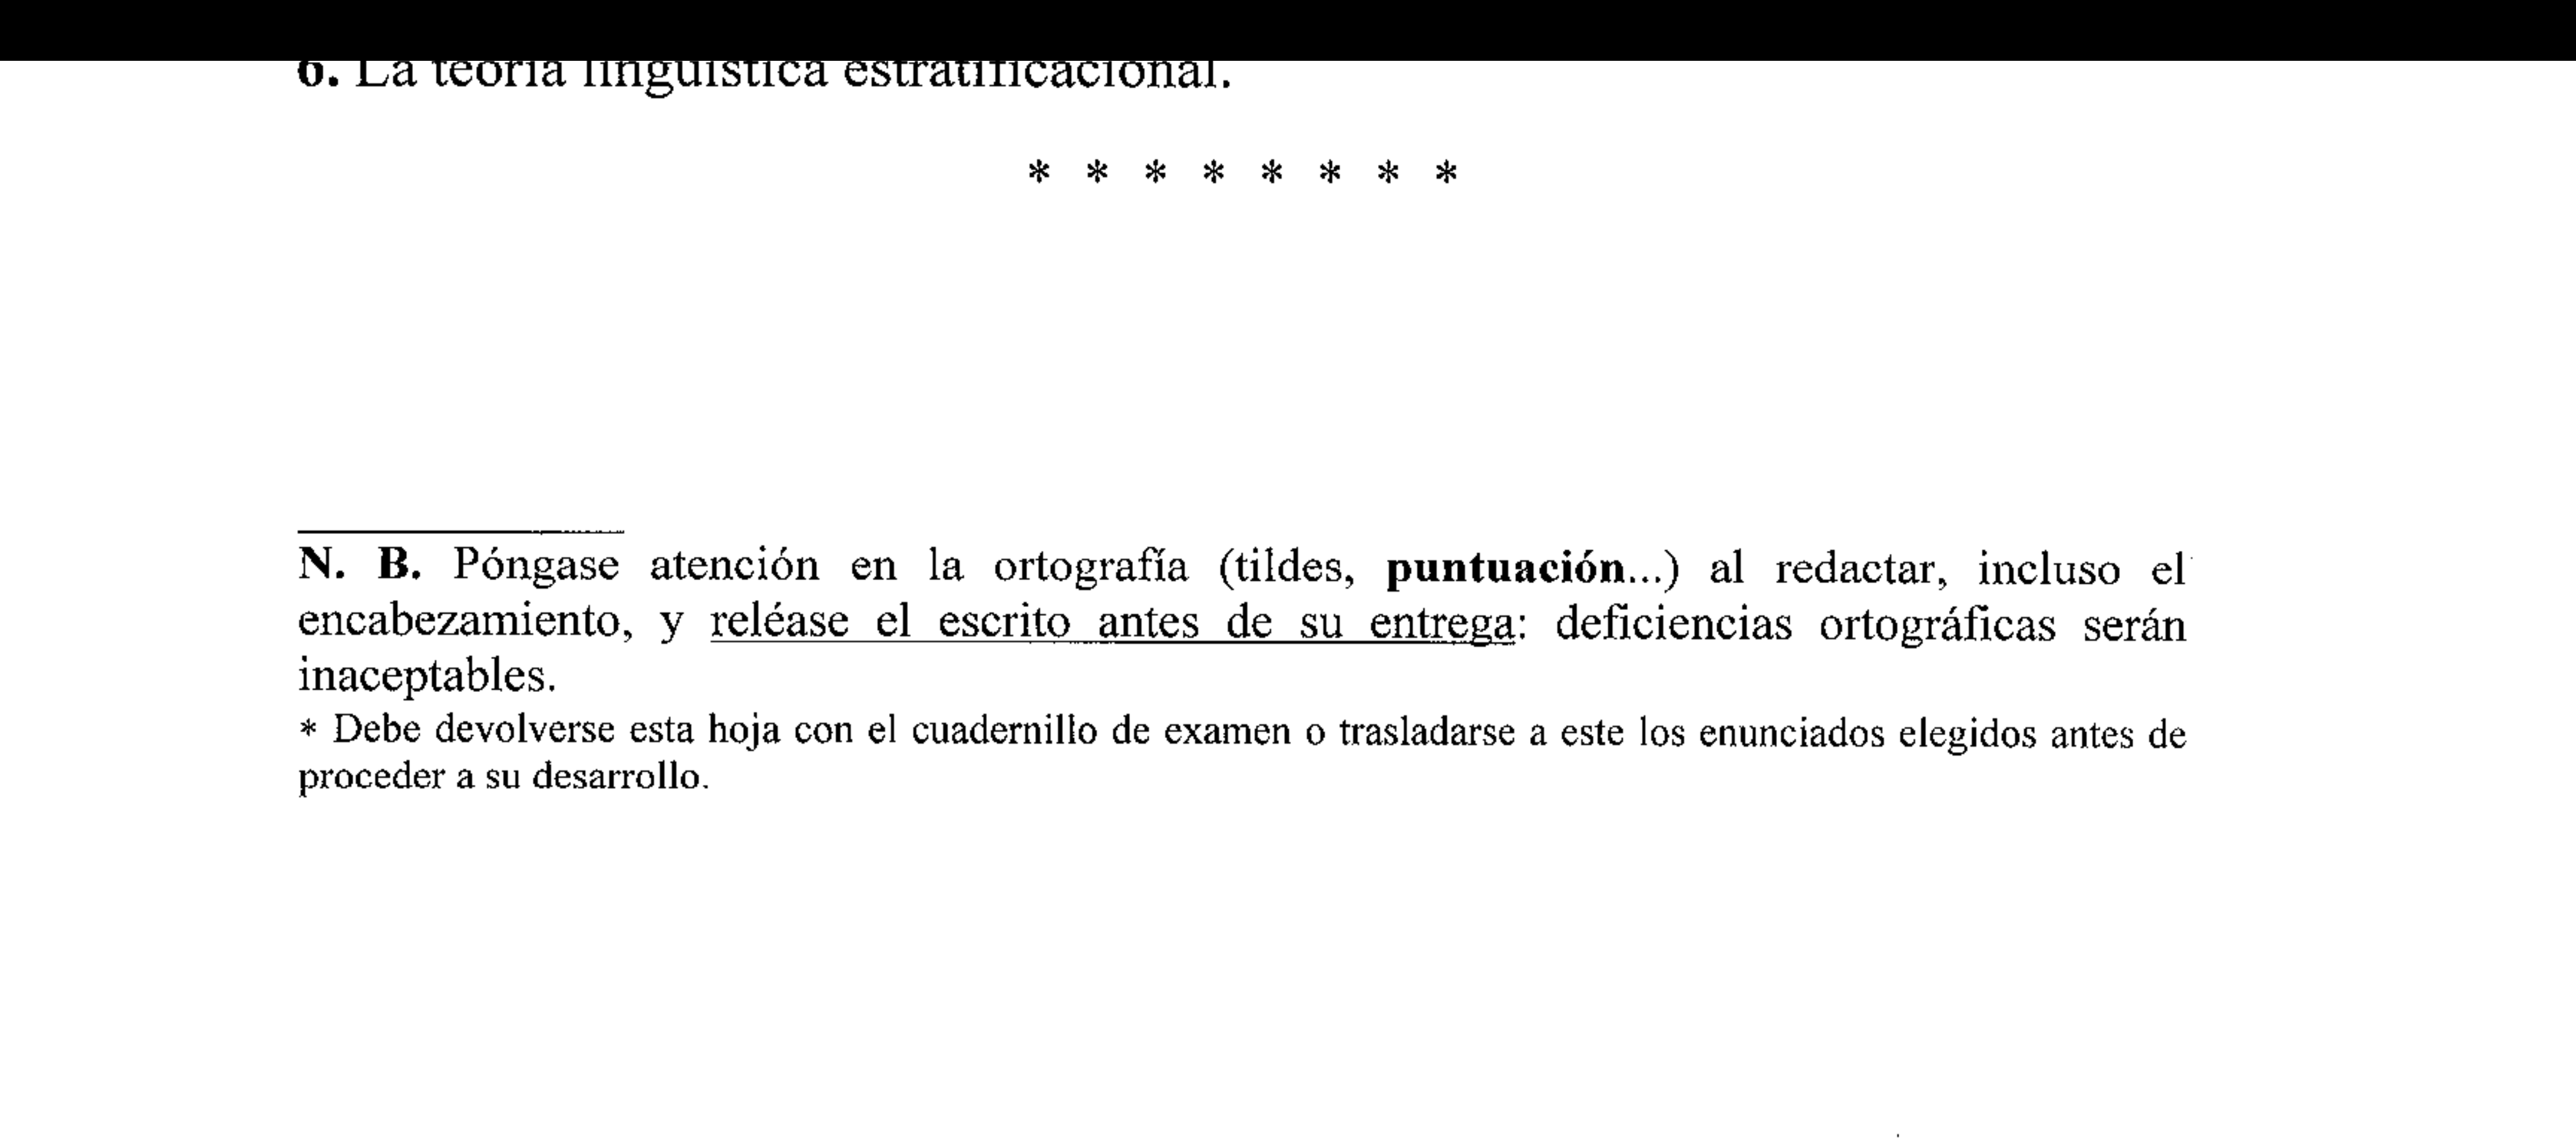 6. La teoría lingüística estratificacional.
* * * * * * * *
N. B. Póngase atención en la ortografía (tildes, puntuación...) al redactar, incluso el
encabezamiento, y reléase el escrito antes de su entrega: deficiencias ortográficas serán
inaceptables.
* Debe devolverse esta hoja con el cuadernillo de examen o trasladarse a este los enunciados elegidos antes de
proceder a su desarrollo.